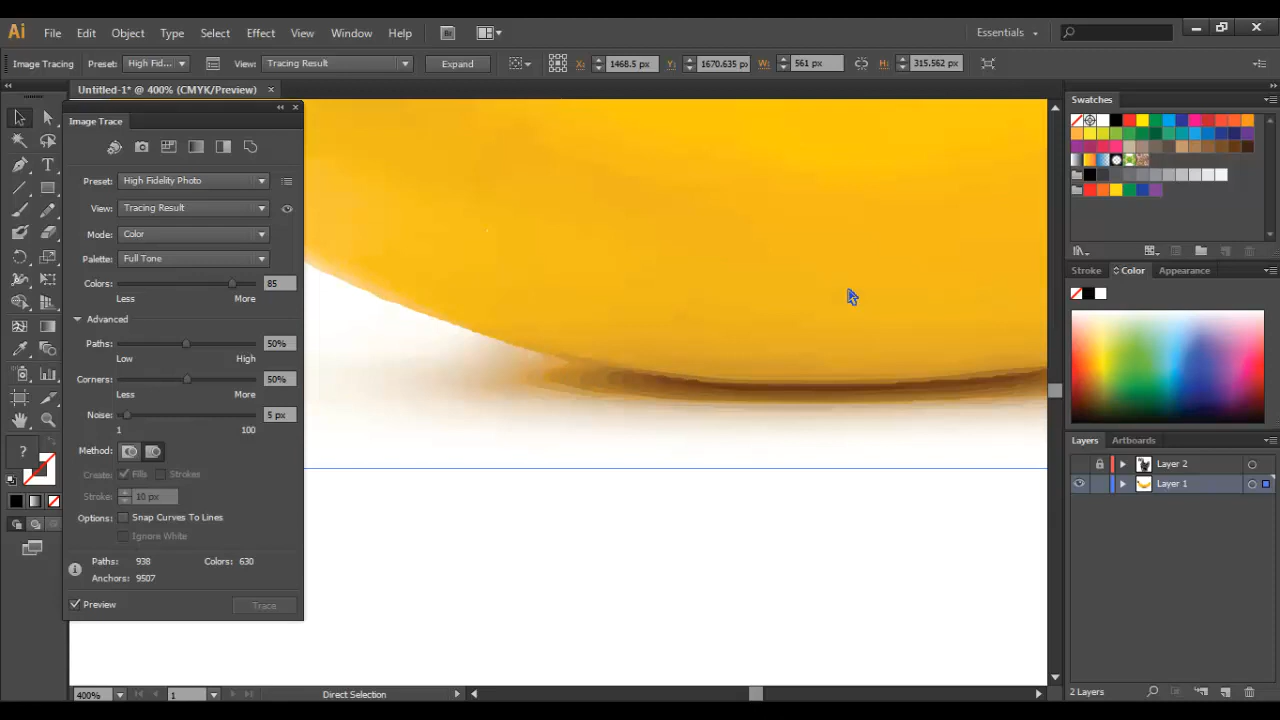 Ai File Edit Object Type Select Effect View Window Help Br Essentials
Image Tracing Preset: High Fid... View: Tracing Result Expand X: 1468.5 px Y: 1670.635 px W: 561 px H: 315.562 px
Untitled-1* @ 400% (CMYK/Preview)
Image Trace
Preset: High Fidelity Photo
View: Tracing Result
Mode: Color
Palette: Full Tone
Colors: 85
Less More
Advanced
Paths: 50%
Low High
Corners: 50%
Less More
Noise: 5 px
1 100
Method:
Create: Fills Strokes
Stroke: 10 px
Options: Snap Curves To Lines
Ignore White
Paths: 938 Colors: 630
Anchors: 9507
Preview Trace
?
Swatches
Stroke Color Appearance
Layers Artboards
Layer 2
Layer 1
2 Layers
400% 1 Direct Selection